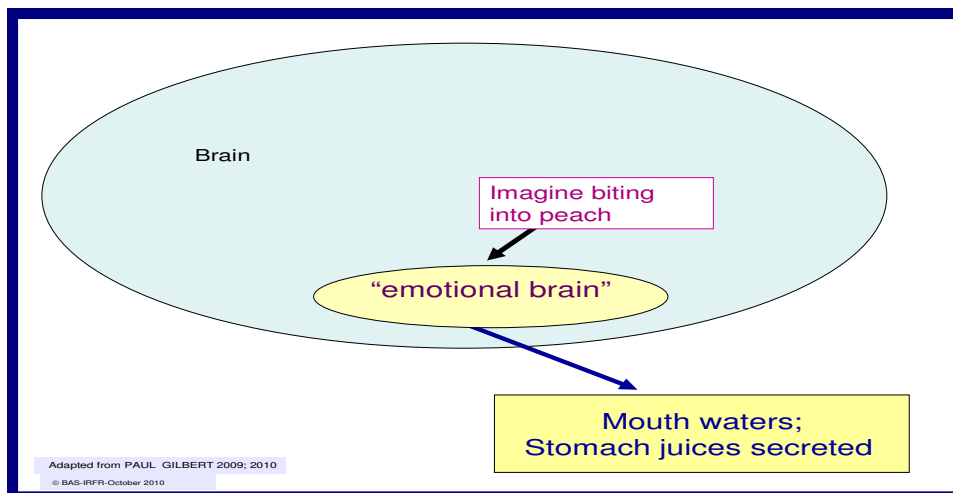 Brain
Imagine biting
into peach
“emotional brain”
Mouth waters;
Stomach juices secreted
Adapted from PAUL GILBERT 2009; 2010
© BAS-IRFR-October 2010